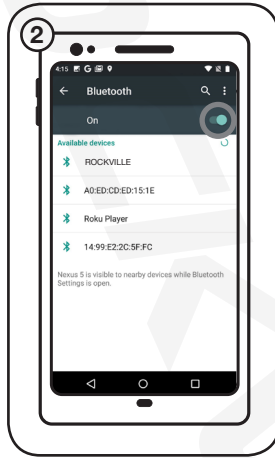 2
4:15 G
Bluetooth
On
Available devices
ROCKVILLE
A0:ED:CD:ED:15:1E
Roku Player
14:99:E2:2C:5F:FC
Nexus 5 is visible to nearby devices while Bluetooth
Settings is open.